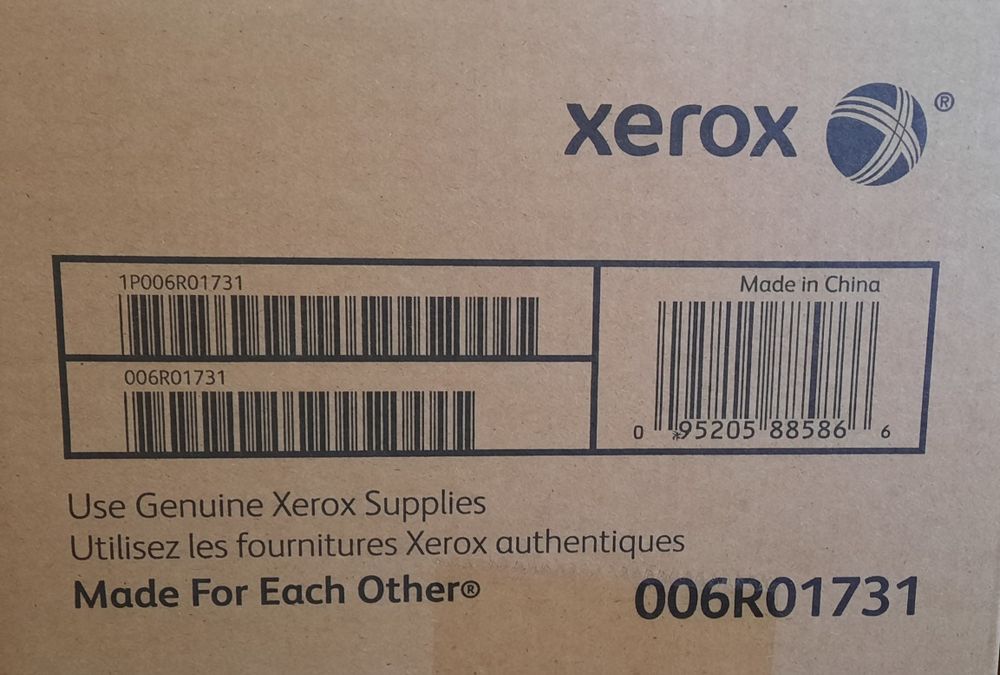 xerox ®
1P006R01731
006R01731
Made in China
0 95205 88586 6
Use Genuine Xerox Supplies
Utilisez les fournitures Xerox authentiques
Made For Each Other®
006R01731